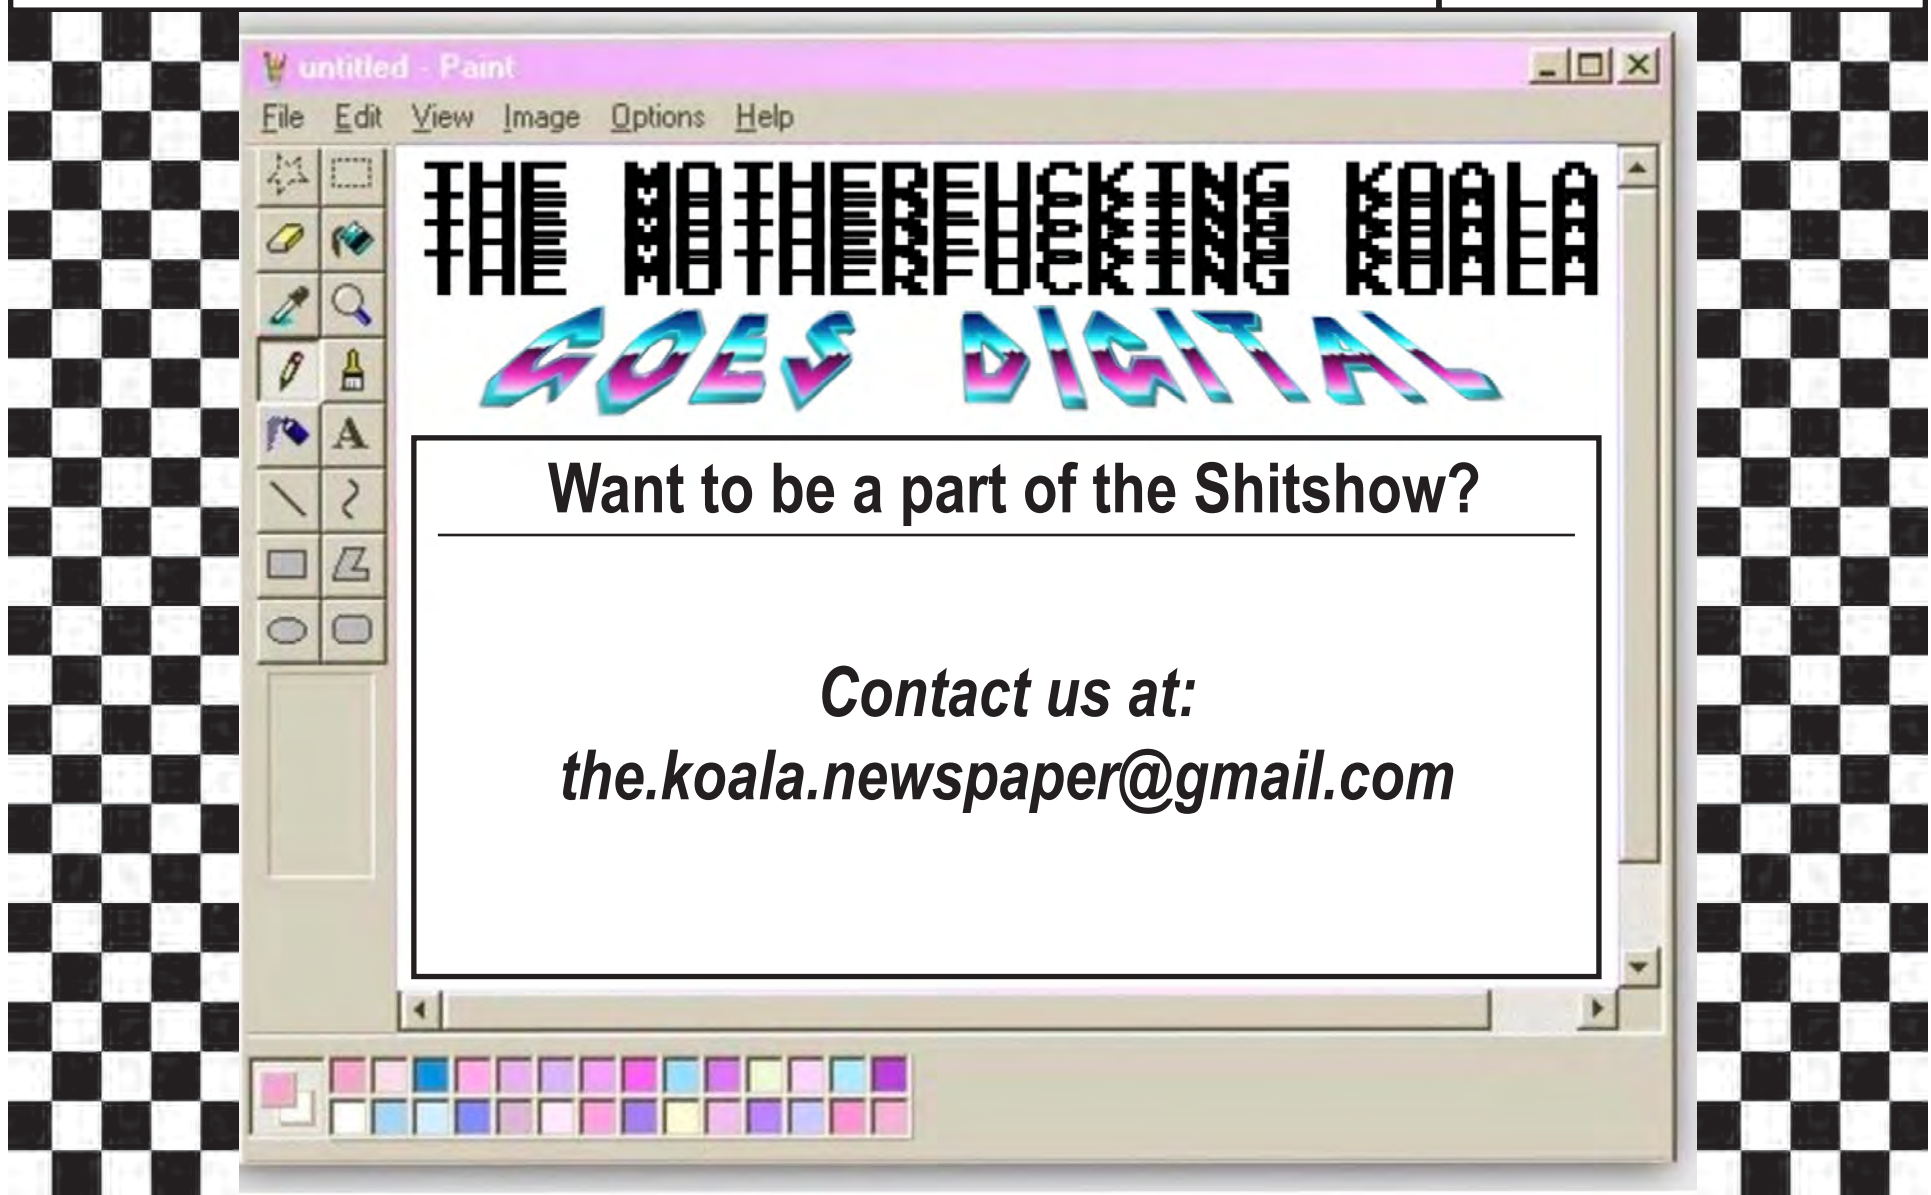 untitled - Paint
File Edit View Image Options Help
THE MOTHERFUCKING KOALA
GOES DIGITAL
A
Want to be a part of the Shitshow?
Contact us at:
the.koala.newspaper@gmail.com